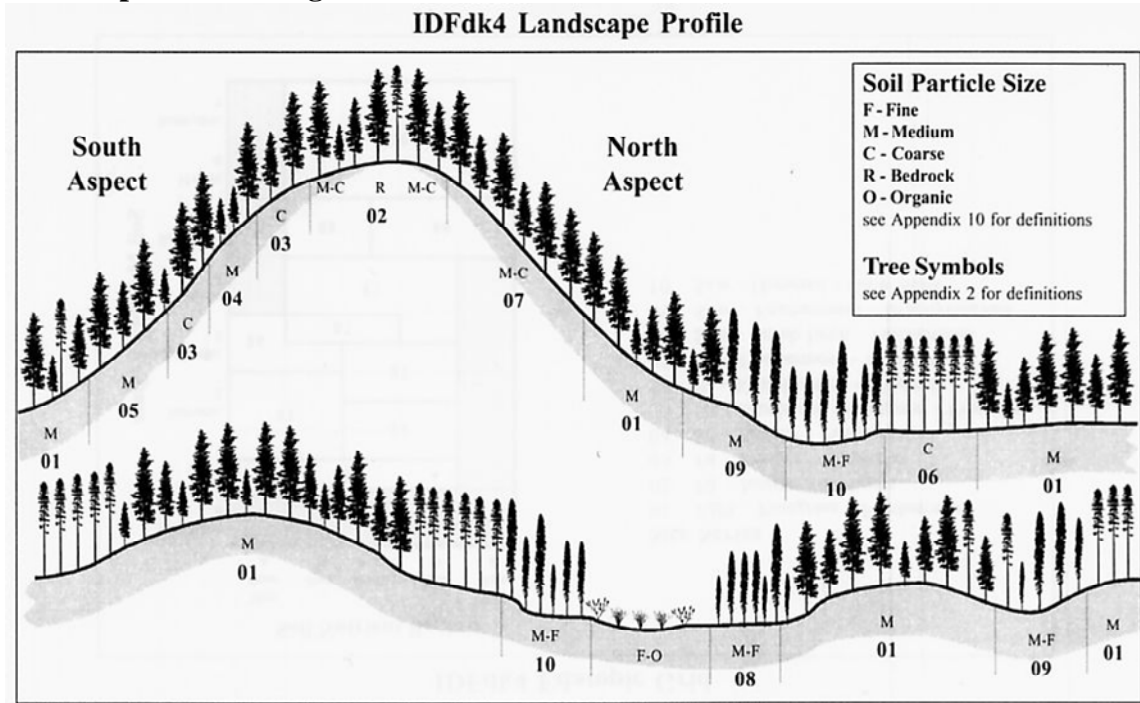 IDFdk4 Landscape Profile
South
Aspect
North
Aspect
Soil Particle Size
F - Fine
M - Medium
C - Coarse
R - Bedrock
O - Organic
see Appendix 10 for definitions
Tree Symbols
see Appendix 2 for definitions
M
01
M
05
C
03
M
04
C
03
M-C
R
02
M-C
M-C
07
M
01
M
09
M-F
10
C
06
M
01
M
01
M-F
10
F-O
M-F
08
M
01
M-F
09
M
01